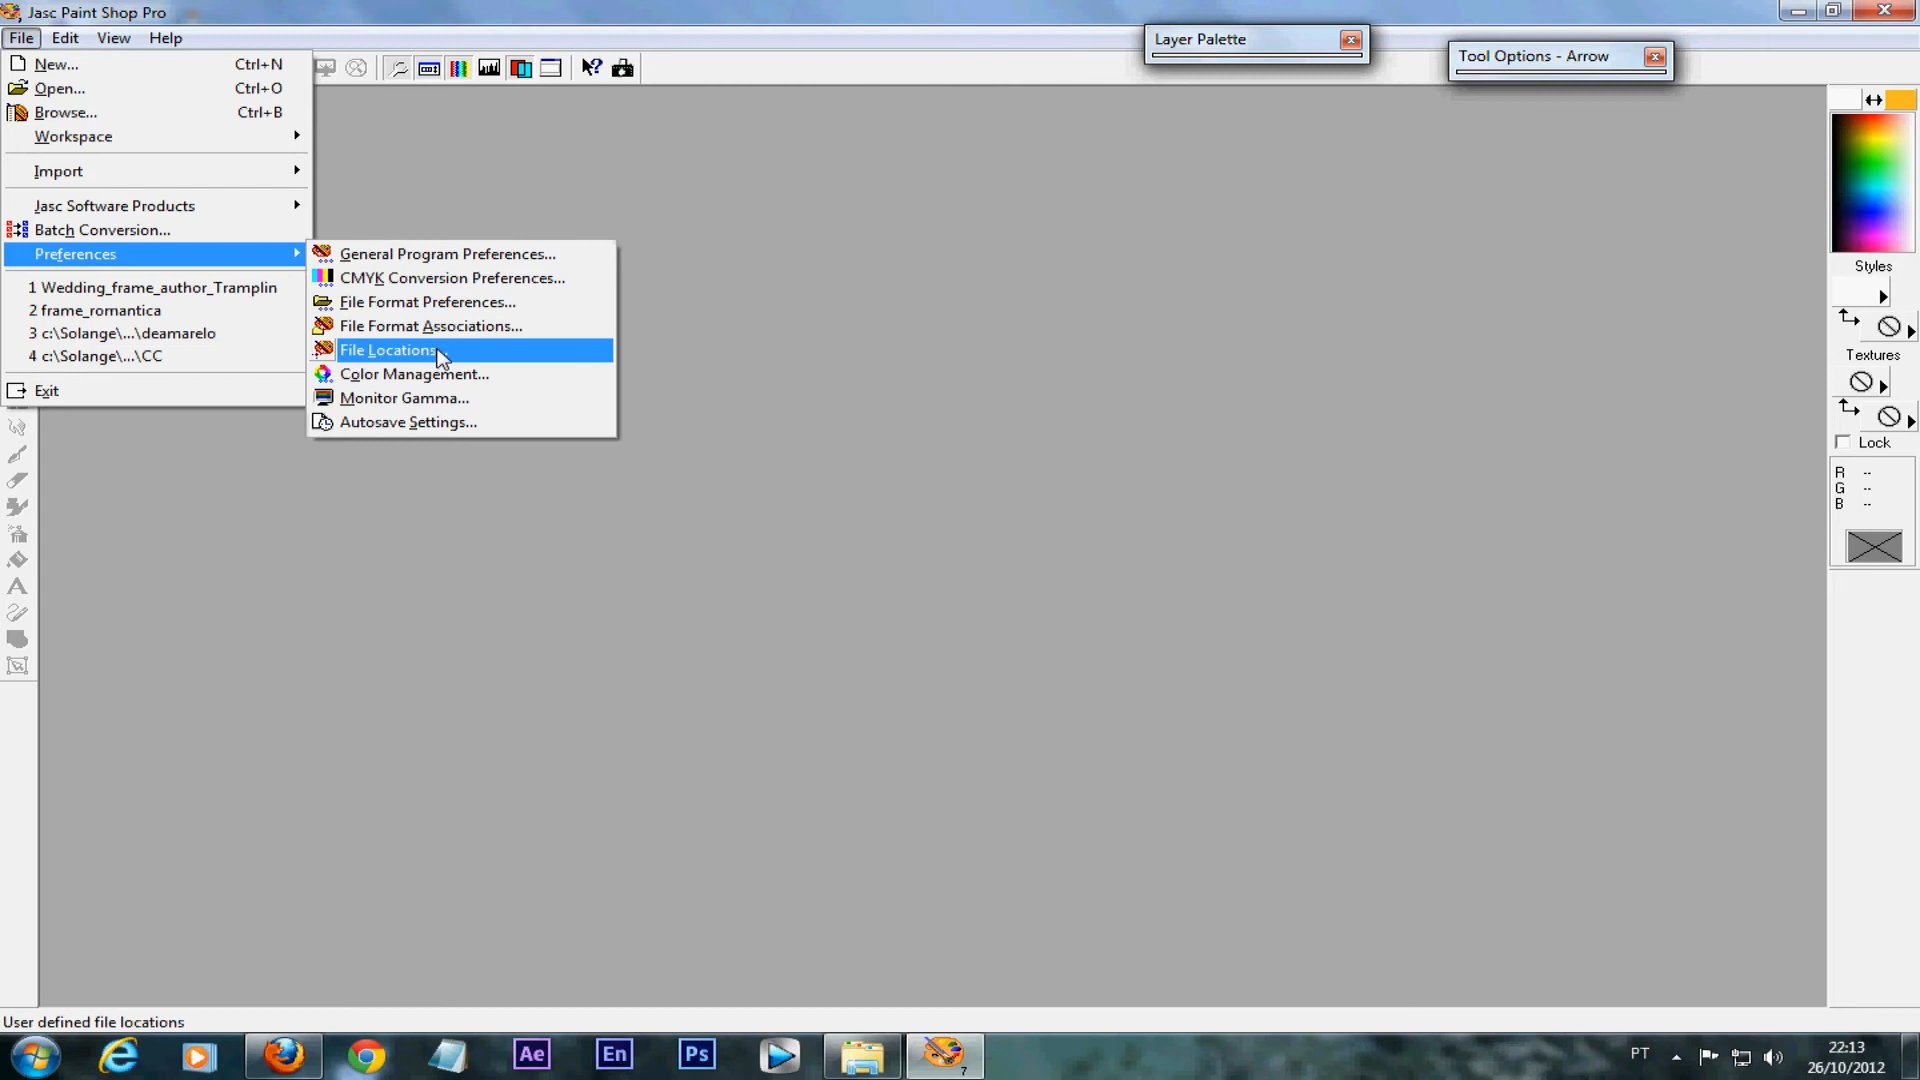 Jasc Paint Shop Pro
File Edit View Help
Layer Palette
Tool Options - Arrow
New... Ctrl+N
Open... Ctrl+O
Browse... Ctrl+B
Workspace
Import
Jasc Software Products
Batch Conversion...
Preferences
1 Wedding_frame_author_Tramplin
2 frame_romantica
3 c:\Solange\...\deamarelo
4 c:\Solange\...\CC
Exit
General Program Preferences...
CMYK Conversion Preferences...
File Format Preferences...
File Format Associations...
File Locations...
Color Management...
Monitor Gamma...
Autosave Settings...
Styles
Textures
Lock
R --
G --
B --
User defined file locations
Ae
En
Ps
7
PT
22:13
26/10/2012